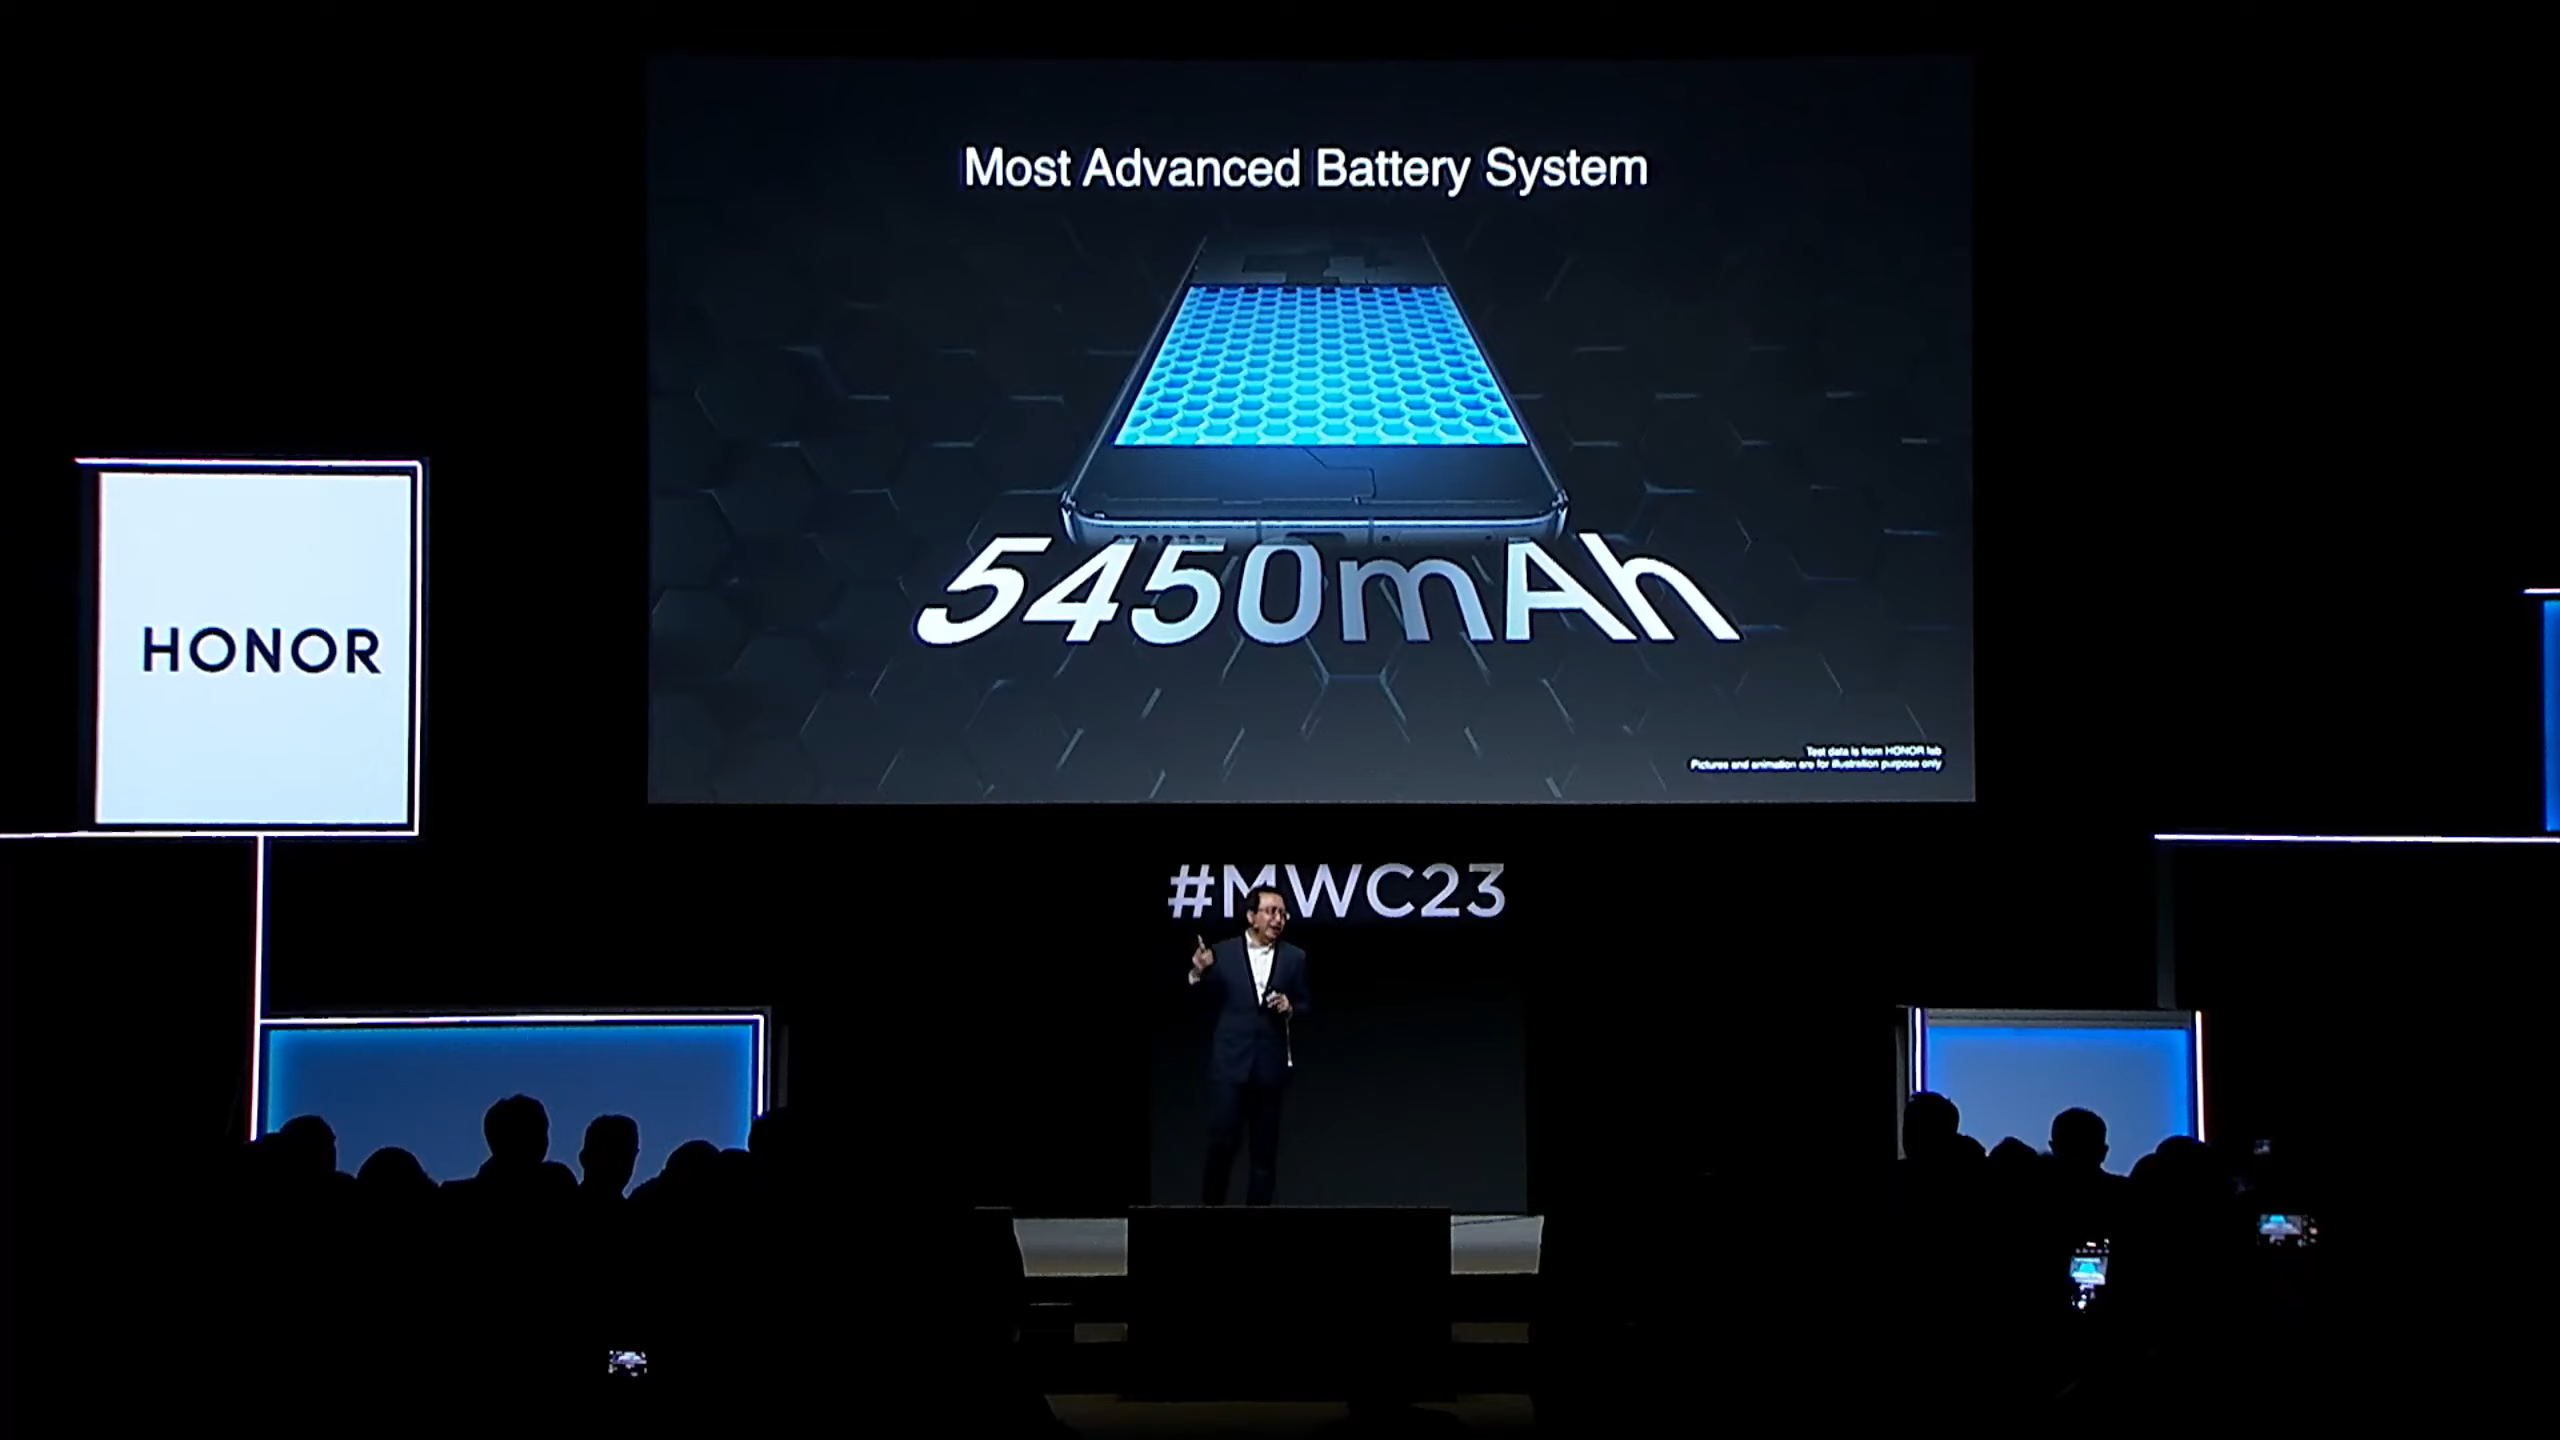 Most Advanced Battery System
5450mAh
Test data is from HONOR lab
Pictures and animation are for illustration purpose only
HONOR
#MWC23